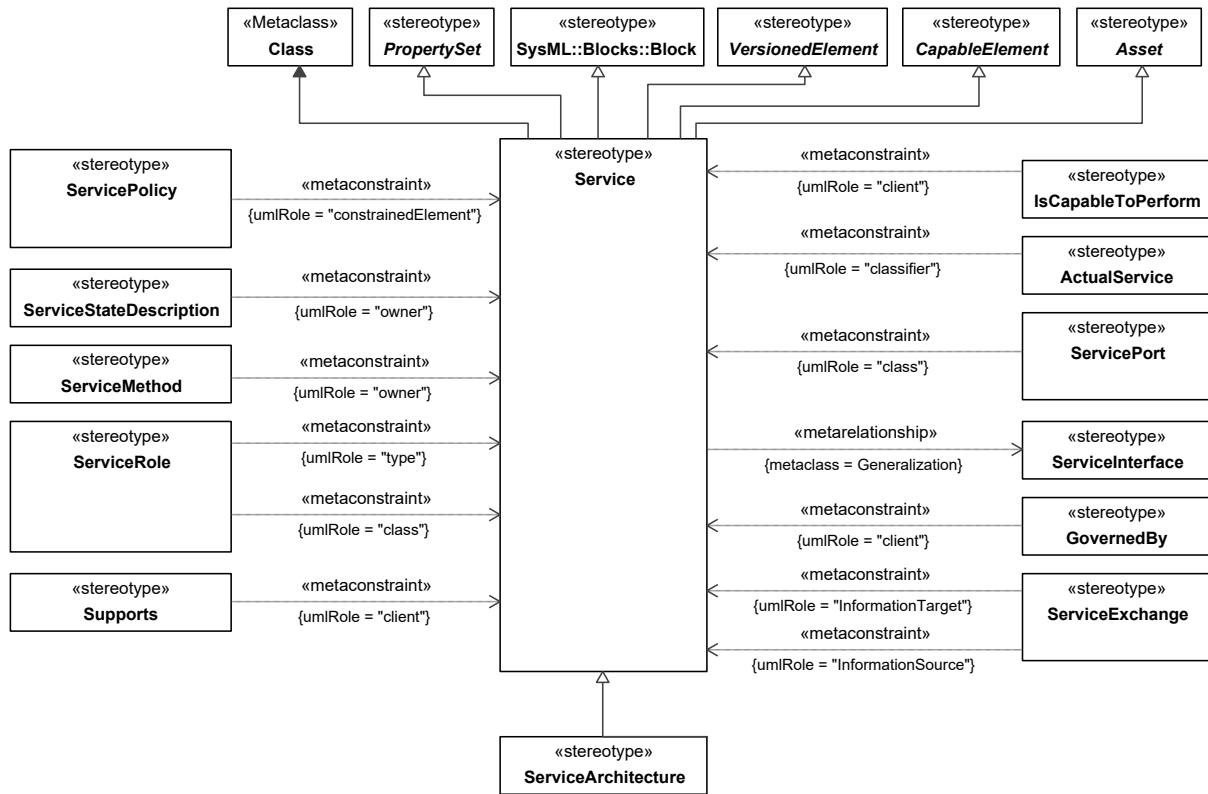 «Metaclass»
Class
«stereotype»
PropertySet
«stereotype»
SysML::Blocks::Block
«stereotype»
VersionedElement
«stereotype»
CapableElement
«stereotype»
Asset
«stereotype»
Service
«stereotype»
ServicePolicy
«metaconstraint»
{umlRole = "constrainedElement"}
«stereotype»
ServiceStateDescription
«metaconstraint»
{umlRole = "owner"}
«stereotype»
ServiceMethod
«metaconstraint»
{umlRole = "owner"}
«stereotype»
ServiceRole
«metaconstraint»
{umlRole = "type"}
«metaconstraint»
{umlRole = "class"}
«stereotype»
Supports
«metaconstraint»
{umlRole = "client"}
«metaconstraint»
{umlRole = "client"}
«stereotype»
IsCapableToPerform
«metaconstraint»
{umlRole = "classifier"}
«stereotype»
ActualService
«metaconstraint»
{umlRole = "class"}
«stereotype»
ServicePort
«metarelationship»
{metaclass = Generalization}
«stereotype»
ServiceInterface
«metaconstraint»
{umlRole = "client"}
«stereotype»
GovernedBy
«metaconstraint»
{umlRole = "InformationTarget"}
«metaconstraint»
{umlRole = "InformationSource"}
«stereotype»
ServiceExchange
«stereotype»
ServiceArchitecture